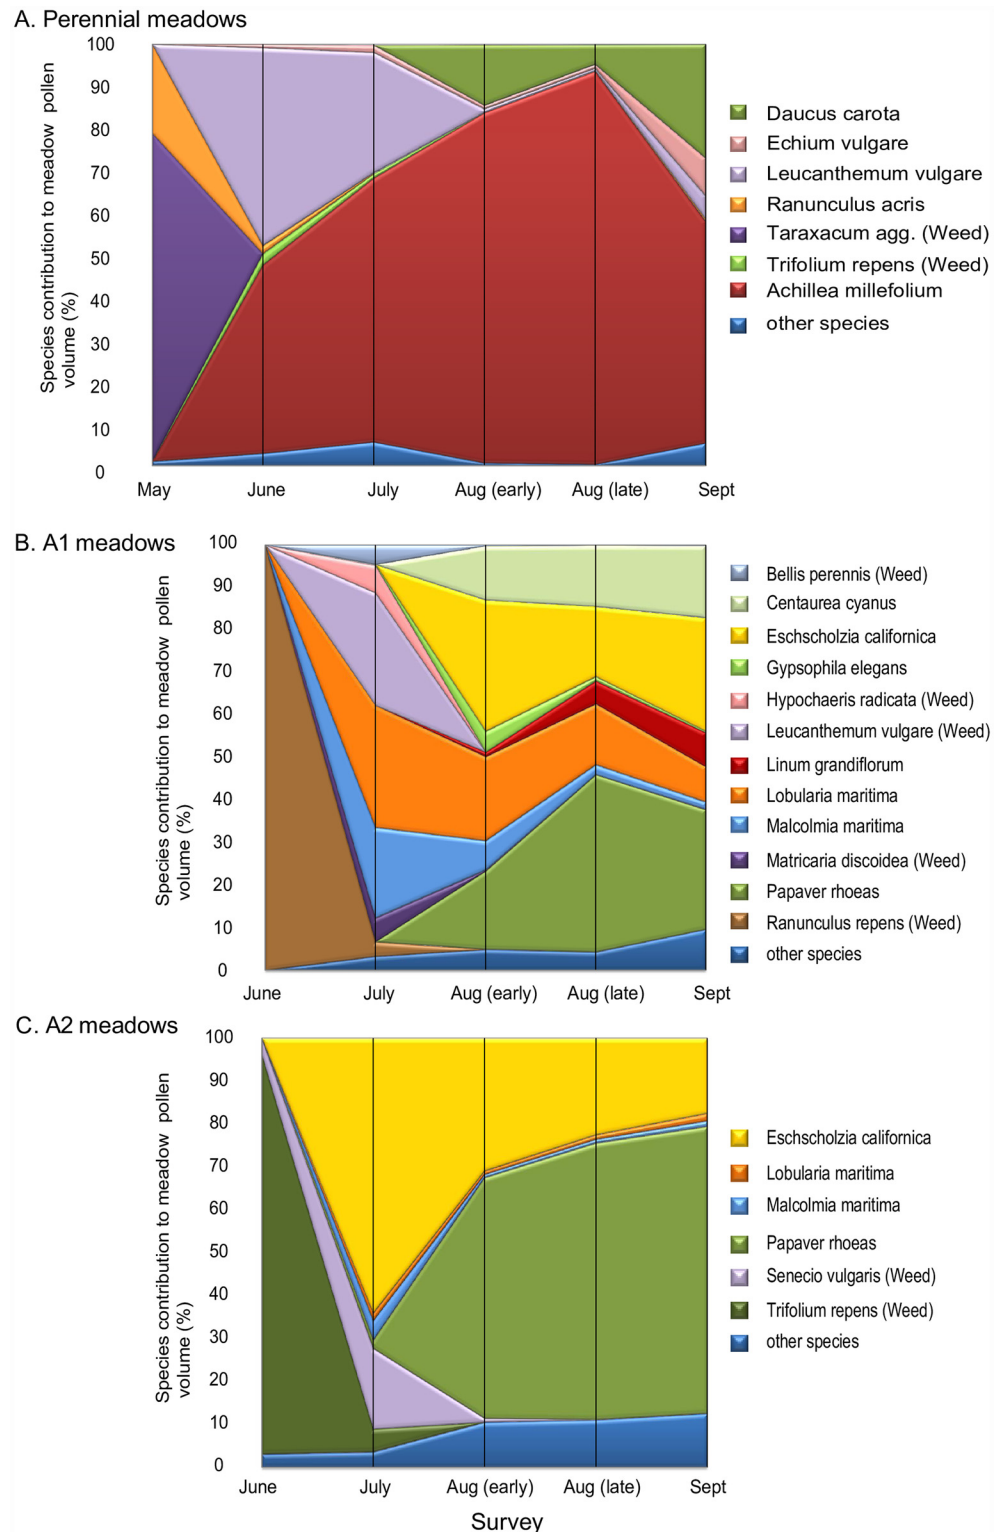 A. Perennial meadows
Species contribution to meadow pollen
volume (%)
100
90
80
70
60
50
40
30
20
10
0
May June July Aug (early) Aug (late) Sept
Daucus carota
Echium vulgare
Leucanthemum vulgare
Ranunculus acris
Taraxacum agg. (Weed)
Trifolium repens (Weed)
Achillea millefolium
other species
B. A1 meadows
Species contribution to meadow pollen
volume (%)
100
90
80
70
60
50
40
30
20
10
0
June July Aug (early) Aug (late) Sept
Bellis perennis (Weed)
Centaurea cyanus
Eschscholzia californica
Gypsophila elegans
Hypochaeris radicata (Weed)
Leucanthemum vulgare (Weed)
Linum grandiflorum
Lobularia maritima
Malcolmia maritima
Matricaria discoidea (Weed)
Papaver rhoeas
Ranunculus repens (Weed)
other species
C. A2 meadows
Species contribution to meadow pollen
volume (%)
100
90
80
70
60
50
40
30
20
10
0
June July Aug (early) Aug (late) Sept
Eschscholzia californica
Lobularia maritima
Malcolmia maritima
Papaver rhoeas
Senecio vulgaris (Weed)
Trifolium repens (Weed)
other species
Survey